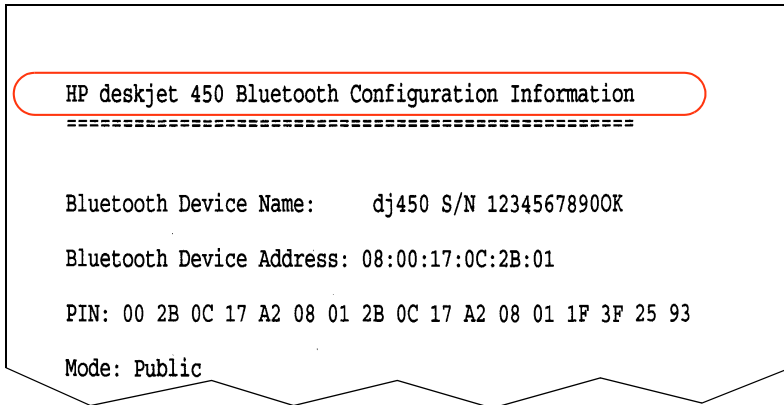 HP deskjet 450 Bluetooth Configuration Information
==================================================
Bluetooth Device Name: dj450 S/N 1234567890OK
Bluetooth Device Address: 08:00:17:0C:2B:01
PIN: 00 2B 0C 17 A2 08 01 2B 0C 17 A2 08 01 1F 3F 25 93
Mode: Public